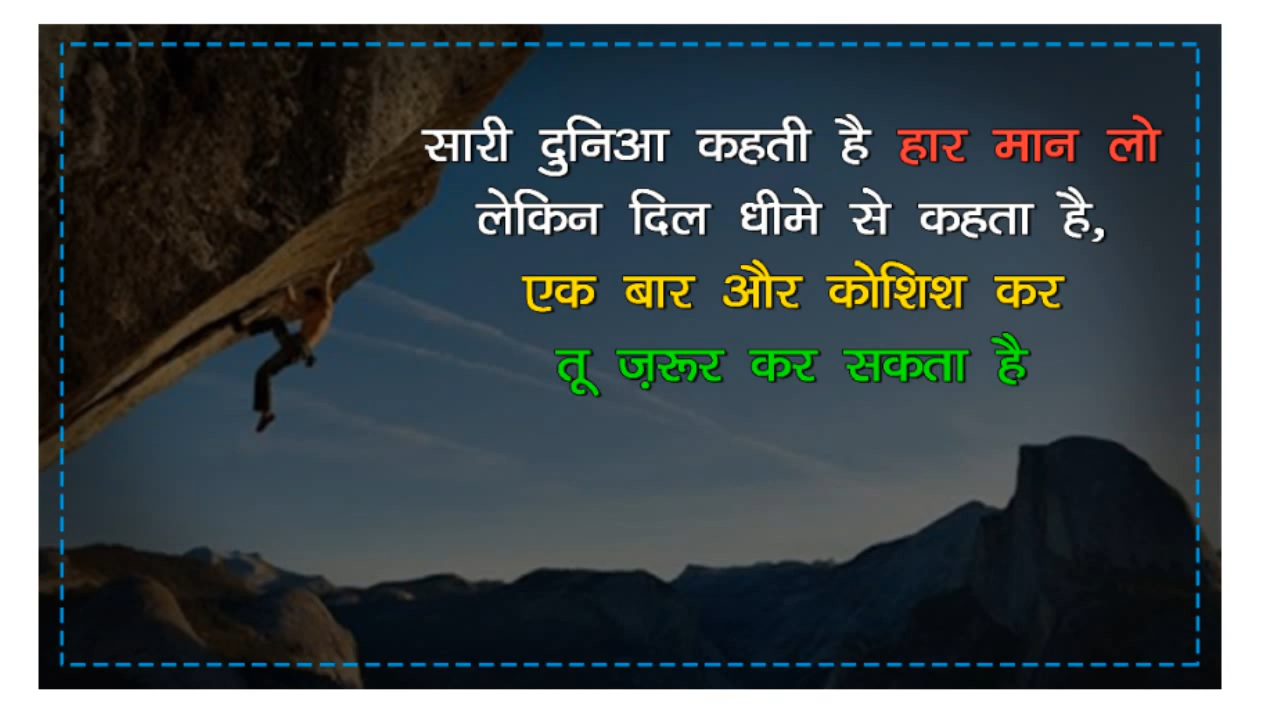 सारी दुनिआ कहती है हार मान लो
लेकिन दिल धीमे से कहता है,
एक बार और कोशिश कर
तू ज़रूर कर सकता है